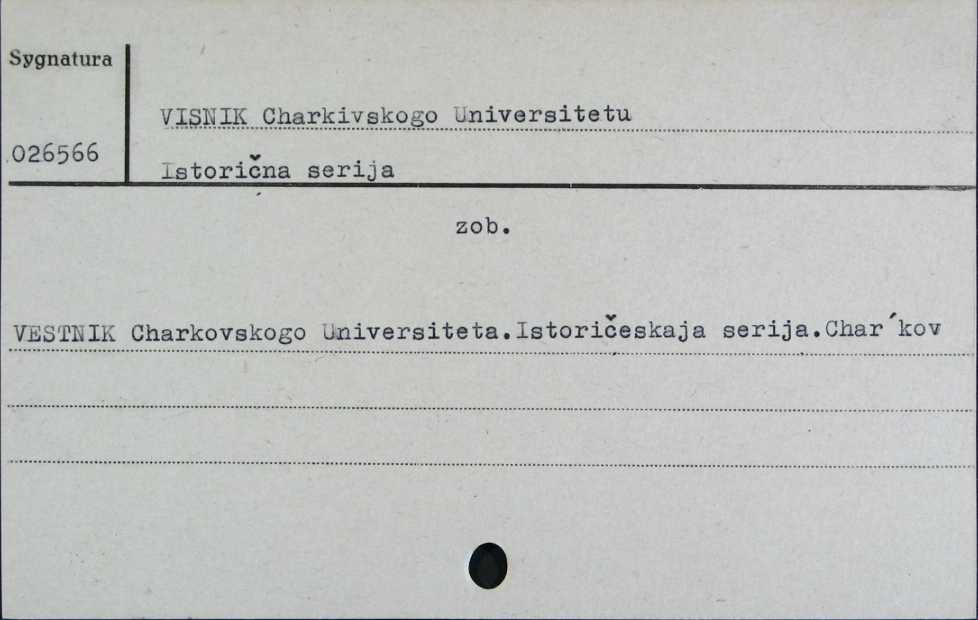 Sygnatura
VISNIK Charkivskogo Universitetu
026566
Istorična serija
zob.
VESTNIK Charkovskogo Universiteta.Istoričeskaja serija.Char´kov